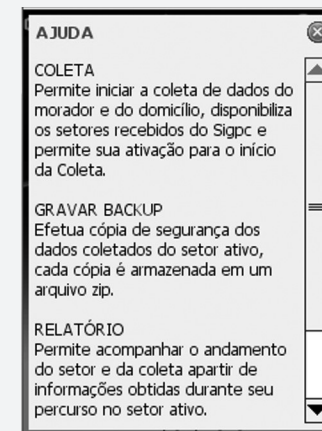 AJUDA
COLETA
Permite iniciar a coleta de dados do
morador e do domicílio, disponibiliza
os setores recebidos do Sigpc e
permite sua ativação para o início
da Coleta.
GRAVAR BACKUP
Efetua cópia de segurança dos
dados coletados do setor ativo,
cada cópia é armazenada em um
arquivo zip.
RELATÓRIO
Permite acompanhar o andamento
do setor e da coleta apartir de
informações obtidas durante seu
percurso no setor ativo.